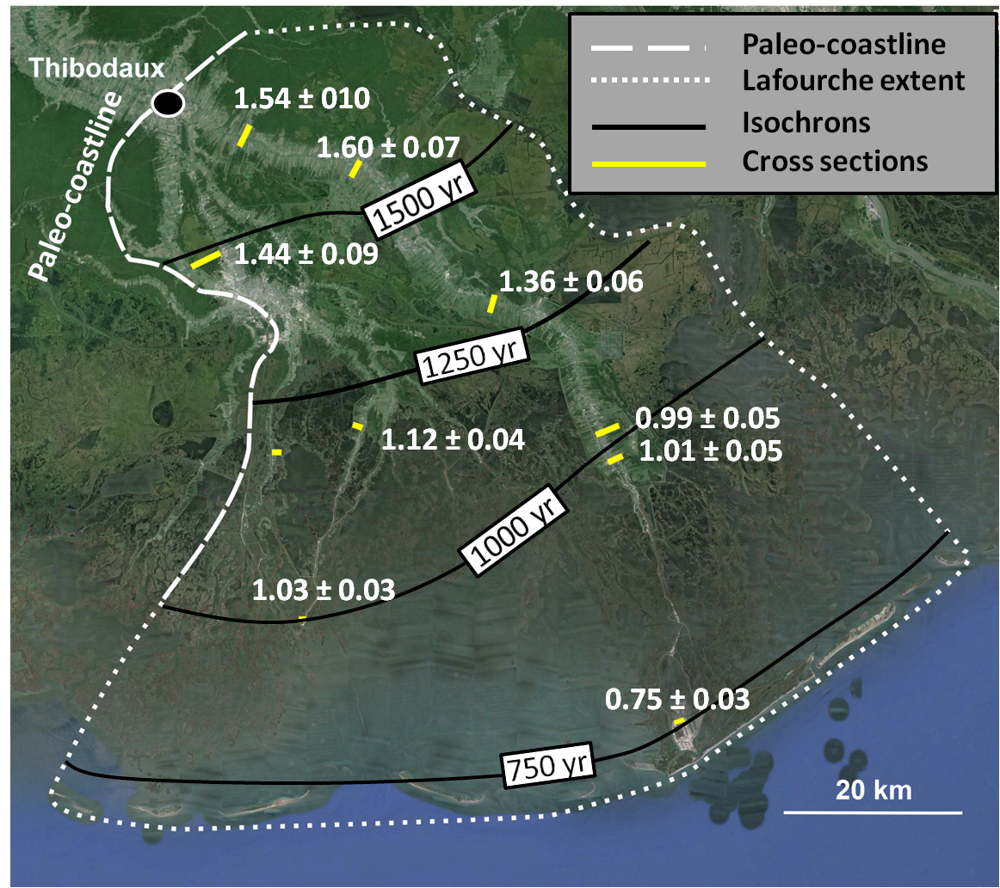 Paleo-coastline
Lafourche extent
Isochrons
Cross sections
Thibodaux
Paleo-coastline
1.54 ± 010
1.60 ± 0.07
1500 yr
1.44 ± 0.09
1.36 ± 0.06
1250 yr
0.99 ± 0.05
1.12 ± 0.04
1.01 ± 0.05
1000 yr
1.03 ± 0.03
0.75 ± 0.03
750 yr
20 km